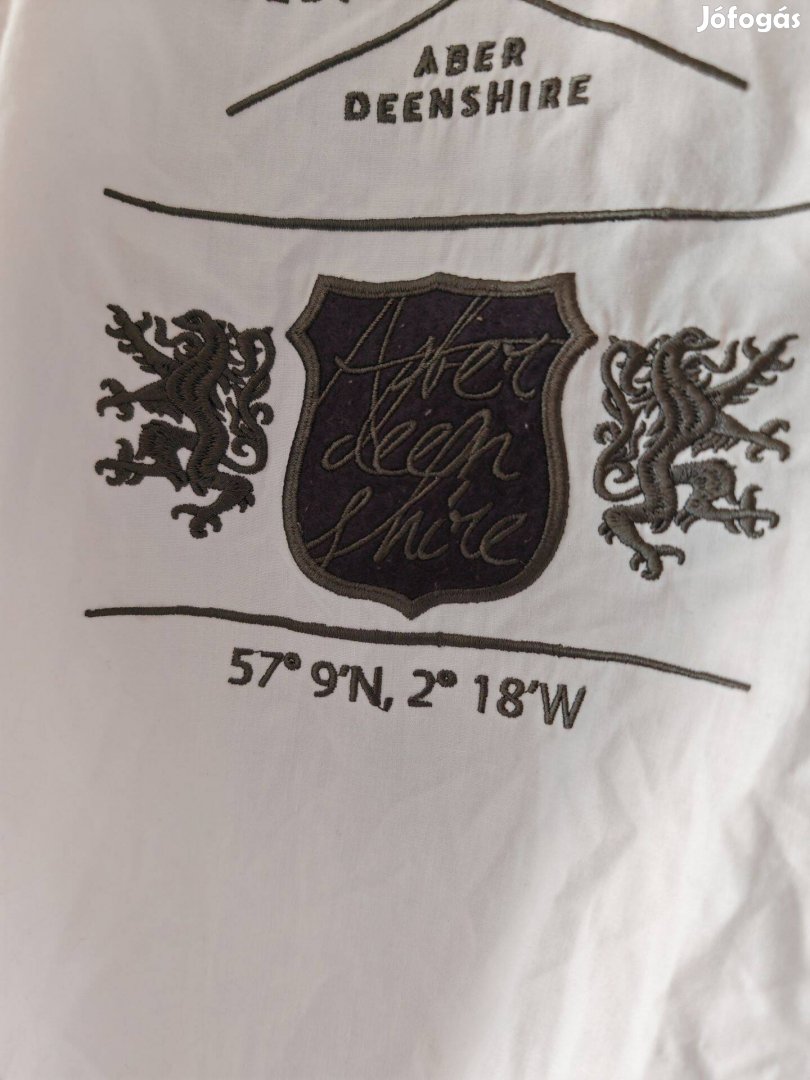 Jófogás
ABER
DEENSHIRE
Aber
deen
shire
57° 9'N, 2° 18'W